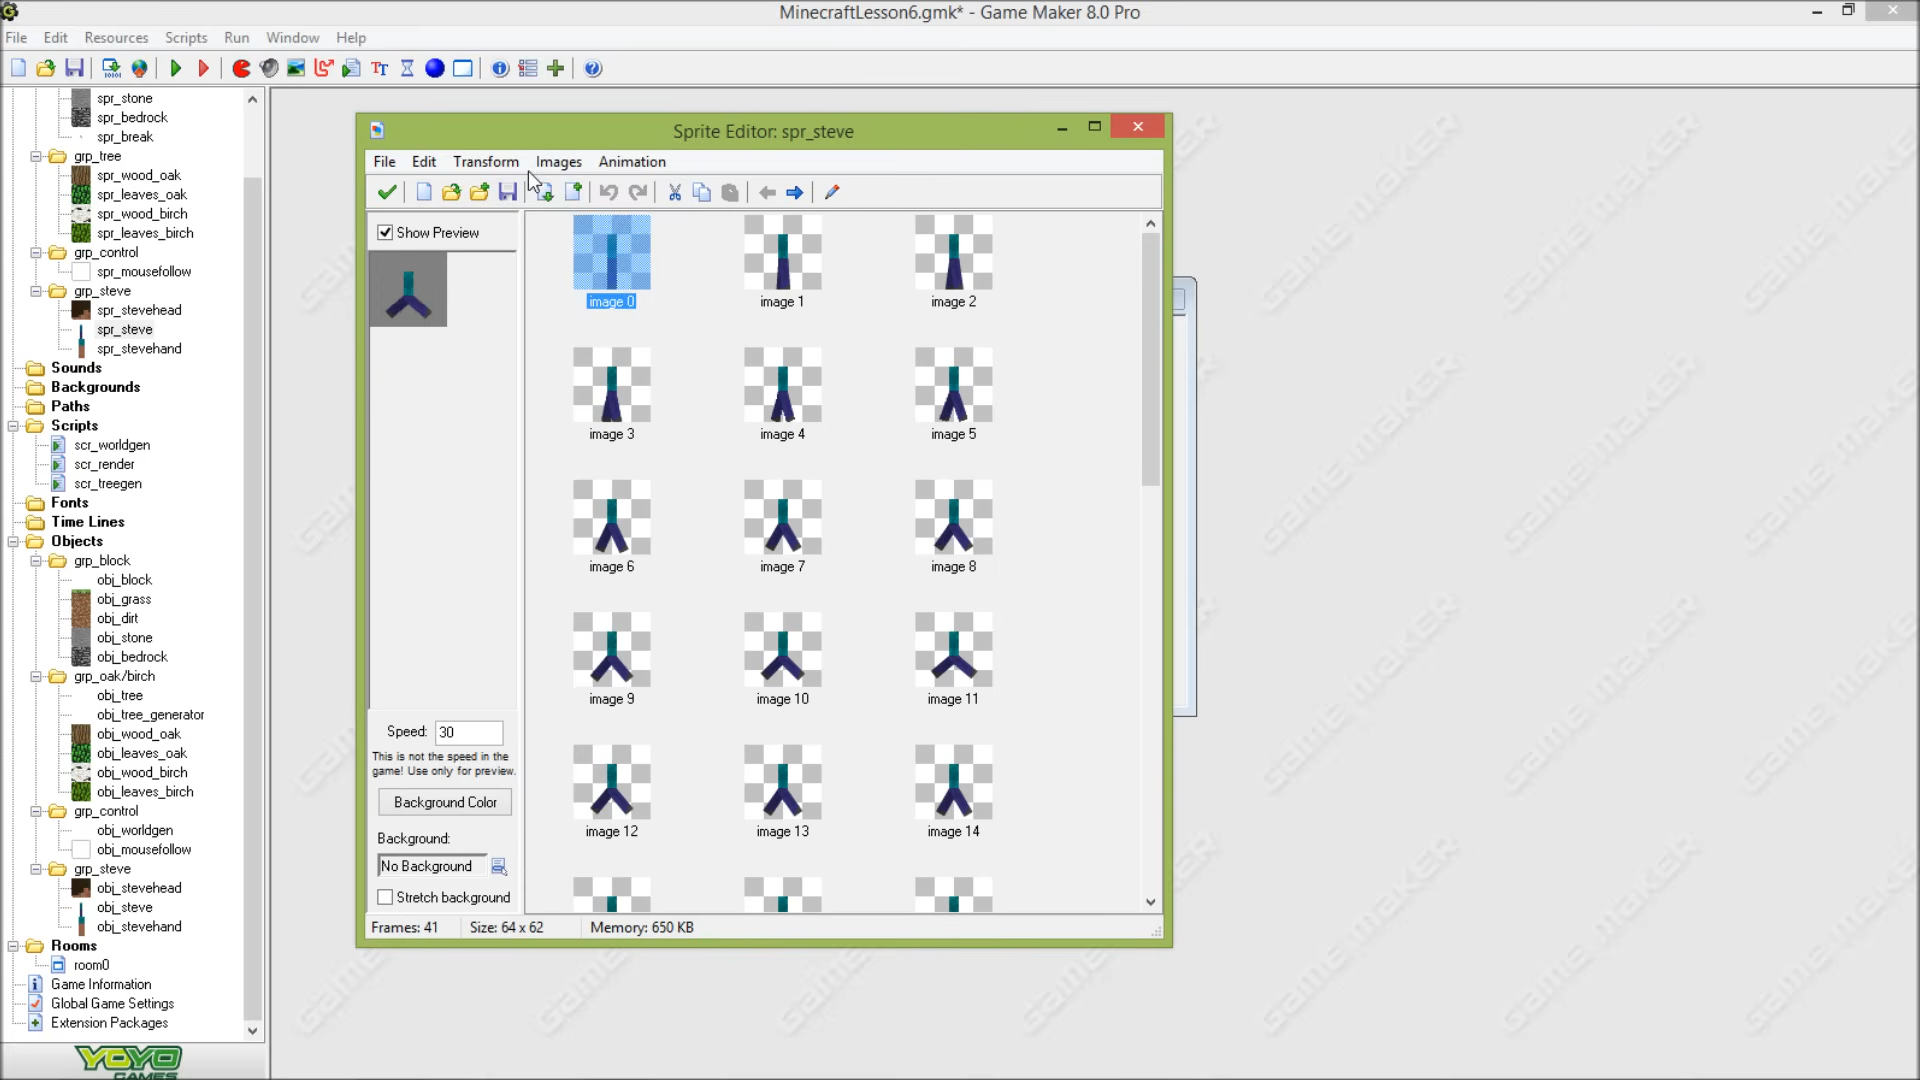 MinecraftLesson6.gmk* - Game Maker 8.0 Pro
File Edit Resources Scripts Run Window Help
spr_stone
spr_bedrock
spr_break
grp_tree
spr_wood_oak
spr_leaves_oak
spr_wood_birch
spr_leaves_birch
grp_control
spr_mousefollow
grp_steve
spr_stevehead
spr_steve
spr_stevehand
Sounds
Backgrounds
Paths
Scripts
scr_worldgen
scr_render
scr_treegen
Fonts
Time Lines
Objects
grp_block
obj_block
obj_grass
obj_dirt
obj_stone
obj_bedrock
grp_oak/birch
obj_tree
obj_tree_generator
obj_wood_oak
obj_leaves_oak
obj_wood_birch
obj_leaves_birch
grp_control
obj_worldgen
obj_mousefollow
grp_steve
obj_stevehead
obj_steve
obj_stevehand
Rooms
room0
Game Information
Global Game Settings
Extension Packages
YOYO
GAMES
Sprite Editor: spr_steve
File Edit Transform Images Animation
Show Preview
image 0 image 1 image 2
image 3 image 4 image 5
image 6 image 7 image 8
image 9 image 10 image 11
image 12 image 13 image 14
Speed: 30
This is not the speed in the
game! Use only for preview.
Background Color
Background:
No Background
Stretch background
Frames: 41 Size: 64 x 62 Memory: 650 KB